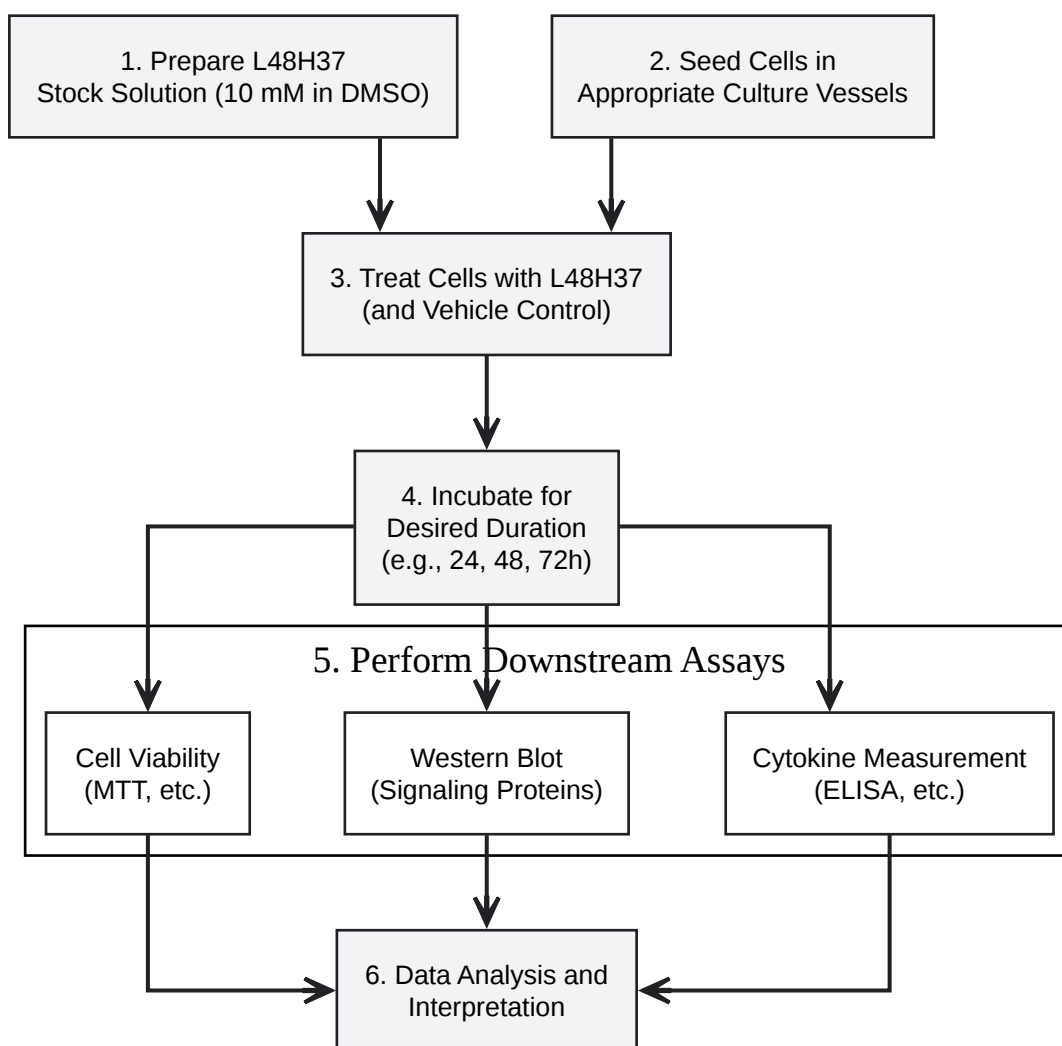 1. Prepare L48H37
Stock Solution (10 mM in DMSO)
2. Seed Cells in
Appropriate Culture Vessels
3. Treat Cells with L48H37
(and Vehicle Control)
4. Incubate for
Desired Duration
(e.g., 24, 48, 72h)
5. Perform Downstream Assays
Cell Viability
(MTT, etc.)
Western Blot
(Signaling Proteins)
Cytokine Measurement
(ELISA, etc.)
6. Data Analysis and
Interpretation